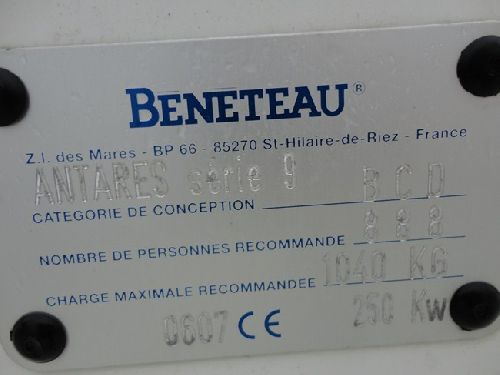 BENETEAU®
Z.I. des Mares - BP 66 - 85270 St-Hilaire-de-Riez - France
ANTARES série 9
CATEGORIE DE CONCEPTION B C D
NOMBRE DE PERSONNES RECOMMANDE 8 8 8
CHARGE MAXIMALE RECOMMANDEE 1040 KG
0607 CE 250 Kw